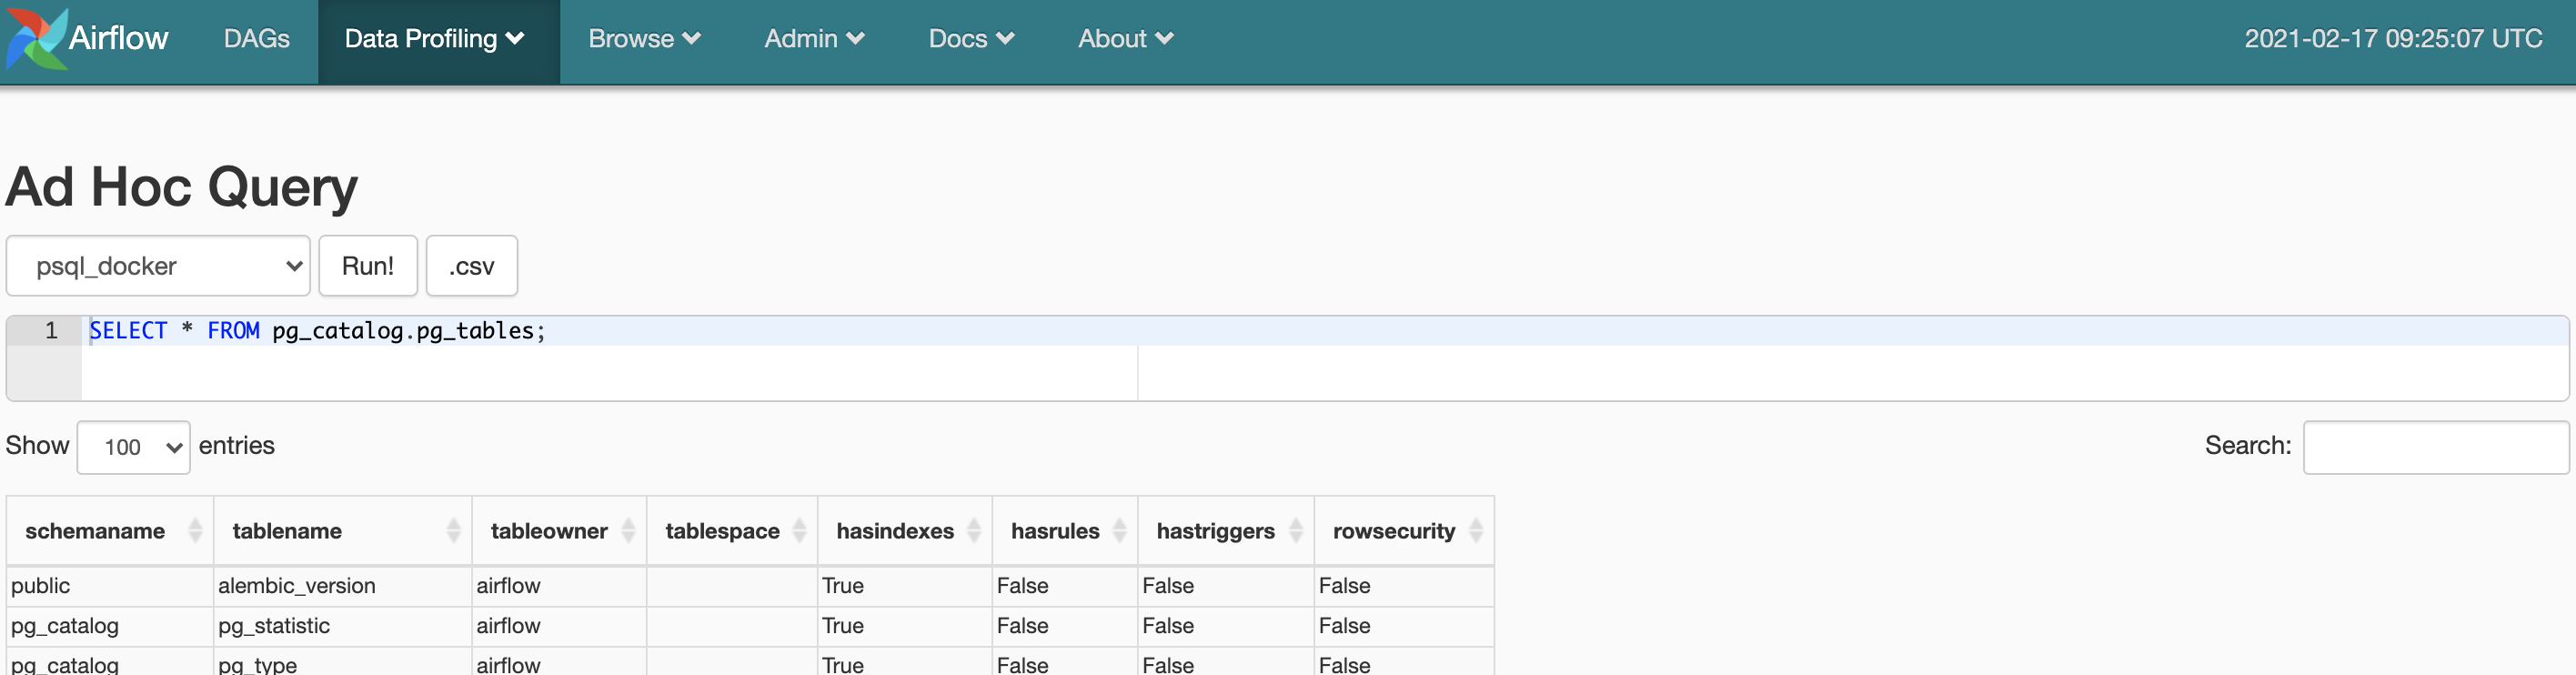 Airflow DAGs Data Profiling Browse Admin Docs About 2021-02-17 09:25:07 UTC
Ad Hoc Query
psql_docker Run! .csv
1 SELECT * FROM pg_catalog.pg_tables;
Show 100 entries Search:
schemaname tablename tableowner tablespace hasindexes hasrules hastriggers rowsecurity
public alembic_version airflow True False False False
pg_catalog pg_statistic airflow True False False False
pg_catalog pg_type airflow True False False False